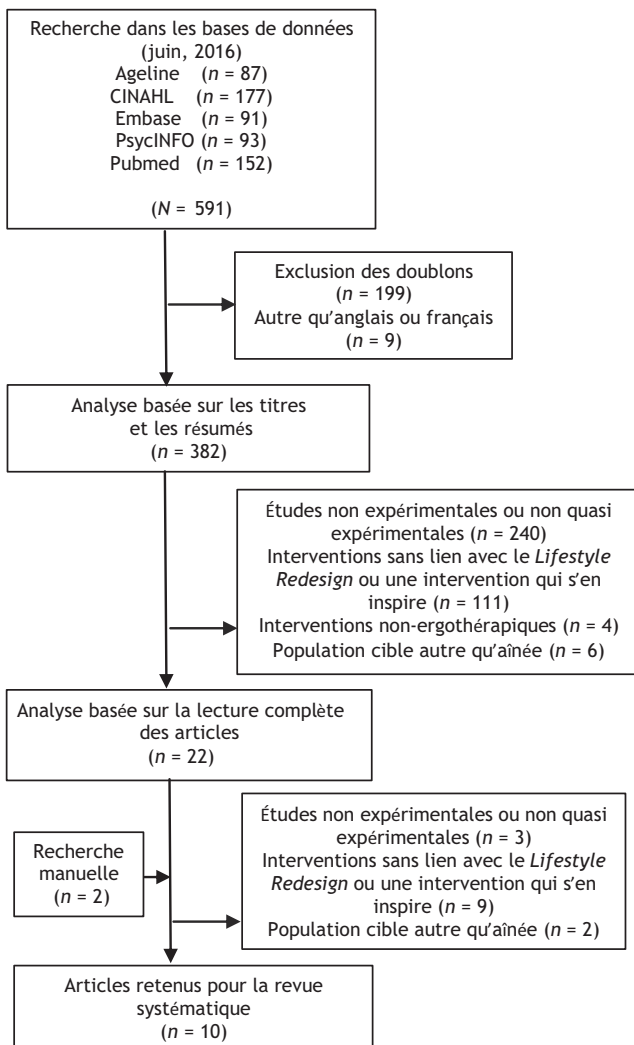 Recherche dans les bases de données
(juin, 2016)
Ageline (n = 87)
CINAHL (n = 177)
Embase (n = 91)
PsycINFO (n = 93)
Pubmed (n = 152)
(N = 591)
Exclusion des doublons
(n = 199)
Autre qu'anglais ou français
(n = 9)
Analyse basée sur les titres
et les résumés
(n = 382)
Études non expérimentales ou non quasi
expérimentales (n = 240)
Interventions sans lien avec le Lifestyle
Redesign ou une intervention qui s'en
inspire (n = 111)
Interventions non-ergothérapiques (n = 4)
Population cible autre qu'aînée (n = 6)
Analyse basée sur la lecture complète
des articles
(n = 22)
Recherche
manuelle
(n = 2)
Études non expérimentales ou non quasi
expérimentales (n = 3)
Interventions sans lien avec le Lifestyle
Redesign ou une intervention qui s'en
inspire (n = 9)
Population cible autre qu'aînée (n = 2)
Articles retenus pour la revue
systématique
(n = 10)